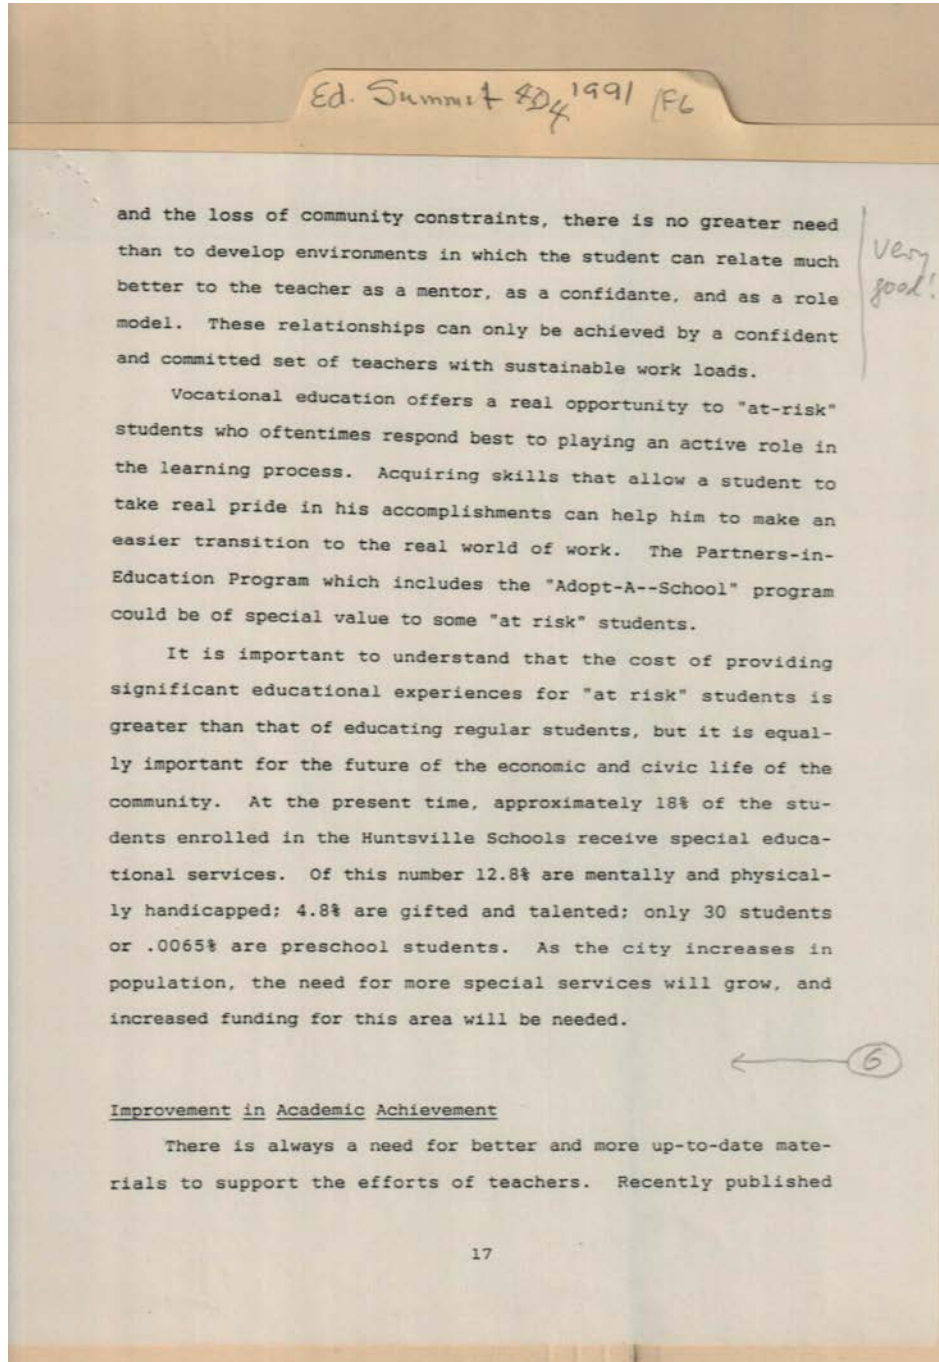 Ed. Summit 4D4 1991 /F6
and the loss of community constraints, there is no greater need
than to develop environments in which the student can relate much
better to the teacher as a mentor, as a confidante, and as a role
model. These relationships can only be achieved by a confident
and committed set of teachers with sustainable work loads.
very
good!
Vocational education offers a real opportunity to "at-risk"
students who oftentimes respond best to playing an active role in
the learning process. Acquiring skills that allow a student to
take real pride in his accomplishments can help him to make an
easier transition to the real world of work. The Partners-in-
Education Program which includes the "Adopt-A--School" program
could be of special value to some "at risk" students.
It is important to understand that the cost of providing
significant educational experiences for "at risk" students is
greater than that of educating regular students, but it is equal-
ly important for the future of the economic and civic life of the
community. At the present time, approximately 18% of the stu-
dents enrolled in the Huntsville Schools receive special educa-
tional services. Of this number 12.8% are mentally and physical-
ly handicapped; 4.8% are gifted and talented; only 30 students
or .0065% are preschool students. As the city increases in
population, the need for more special services will grow, and
increased funding for this area will be needed.
6
Improvement in Academic Achievement
There is always a need for better and more up-to-date mate-
rials to support the efforts of teachers. Recently published
17